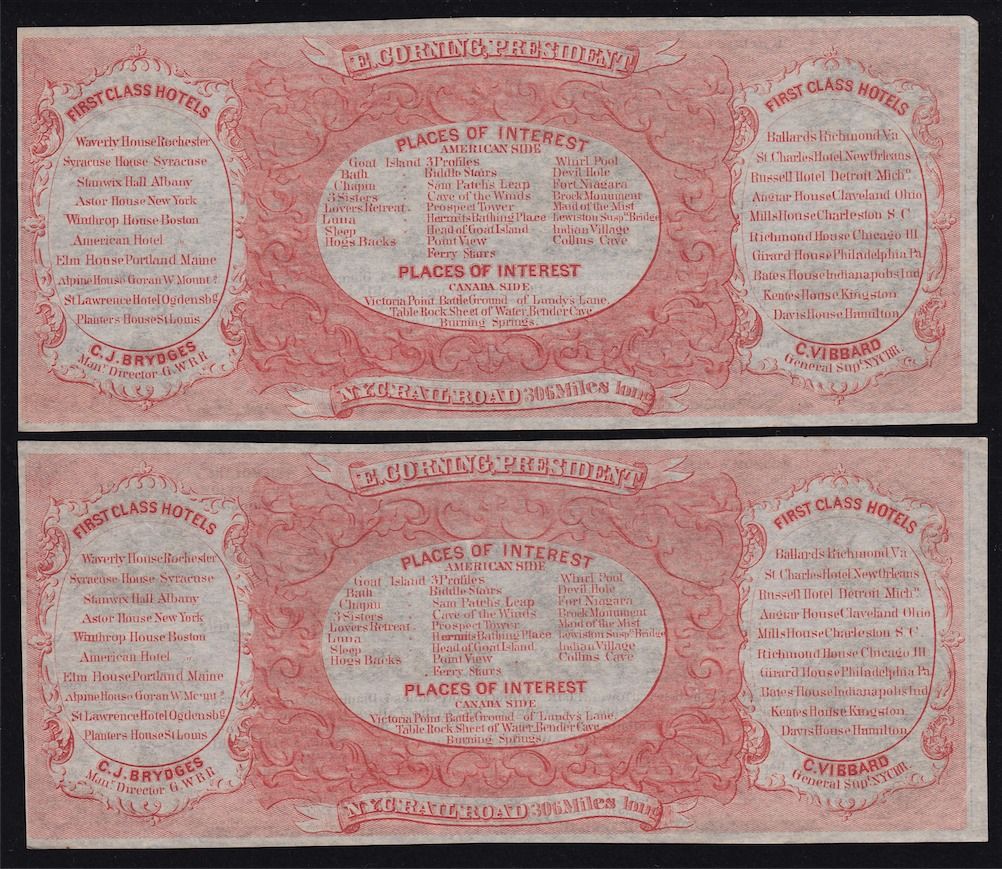 E. CORNING, PRESIDENT
FIRST CLASS HOTELS
Waverly House Rochester
Syracuse House Syracuse
Stanwix Hall Albany
Astor House New York
Winthrop House Boston
American Hotel „
Elm House Portland Maine
Alpine House Goran W. Mount.s
St Lawrence Hotel Ogdensbg
Planters House St Louis
C. J. BRYDGES
Man.g Director G. W. R R
PLACES OF INTEREST
AMERICAN SIDE
Goat Island 3 Profiles Whirl Pool
Bath „ Biddle Stairs Devil Hole
Chapin „ Sam Patchs Leap Fort Niagara
3 Sisters „ Cave of the Winds Brock Monument
Lovers Retreat „ Prospect Tower Maid of the Mist
Luna „ Hermits Bathing Place Lewiston Susp.n Bridge
Sleep Head of Goat Island Indian Village
Hogs Backs Point View Collins Cave
Ferry Stairs
PLACES OF INTEREST
CANADA SIDE
Victoria Point Battle Ground of Lundy's Lane,
Table Rock Sheet of Water, Bender Cave
Burning Springs.
NYC RAIL ROAD 306 Miles long
FIRST CLASS HOTELS
Ballards Richmond Va
St Charles Hotel New Orleans
Russell Hotel Detroit Mich.n
Angiar House Claveland Ohio
Mills House Charleston S C
Richmond House Chicago Ill
Girard House Philadelphia Pa
Bates House Indianapolis Ind
Kentes House Kingston
Davis House Hamilton
C. VIBBARD
General Sup.t NYCRR.
E. CORNING, PRESIDENT
FIRST CLASS HOTELS
Waverly House Rochester
Syracuse House Syracuse
Stanwix Hall Albany
Astor House New York
Winthrop House Boston
American Hotel „
Elm House Portland Maine
Alpine House Goran W. Mount.s
St Lawrence Hotel Ogdensbg
Planters House St Louis
C. J. BRYDGES
Man.g Director G. W. R R
PLACES OF INTEREST
AMERICAN SIDE
Goat Island 3 Profiles Whirl Pool
Bath „ Biddle Stairs Devil Hole
Chapin „ Sam Patchs Leap Fort Niagara
3 Sisters „ Cave of the Winds Brock Monument
Lovers Retreat „ Prospect Tower Maid of the Mist
Luna „ Hermits Bathing Place Lewiston Susp.n Bridge
Sleep Head of Goat Island Indian Village
Hogs Backs Point View Collins Cave
Ferry Stairs
PLACES OF INTEREST
CANADA SIDE
Victoria Point Battle Ground of Lundy's Lane,
Table Rock Sheet of Water, Bender Cave
Burning Springs.
NYC RAIL ROAD 306 Miles long
FIRST CLASS HOTELS
Ballards Richmond Va
St Charles Hotel New Orleans
Russell Hotel Detroit Mich.n
Angiar House Claveland Ohio
Mills House Charleston S C
Richmond House Chicago Ill
Girard House Philadelphia Pa
Bates House Indianapolis Ind
Kentes House Kingston
Davis House Hamilton
C. VIBBARD
General Sup.t NYCRR.